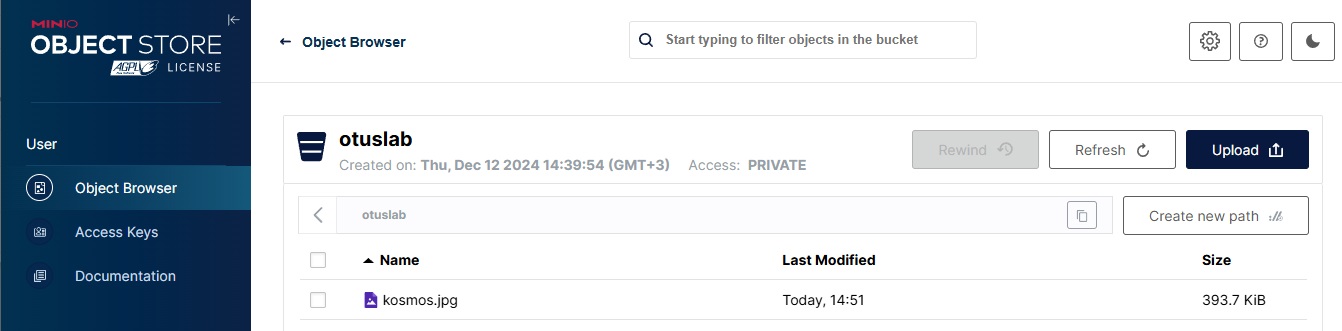 MINIO
OBJECT STORE
AGPL v3 LICENSE
User
Object Browser
Access Keys
Documentation
← Object Browser
Start typing to filter objects in the bucket
otuslab
Created on: Thu, Dec 12 2024 14:39:54 (GMT+3) Access: PRIVATE
Rewind
Refresh
Upload
otuslab
Create new path
Name Last Modified Size
kosmos.jpg Today, 14:51 393.7 KiB